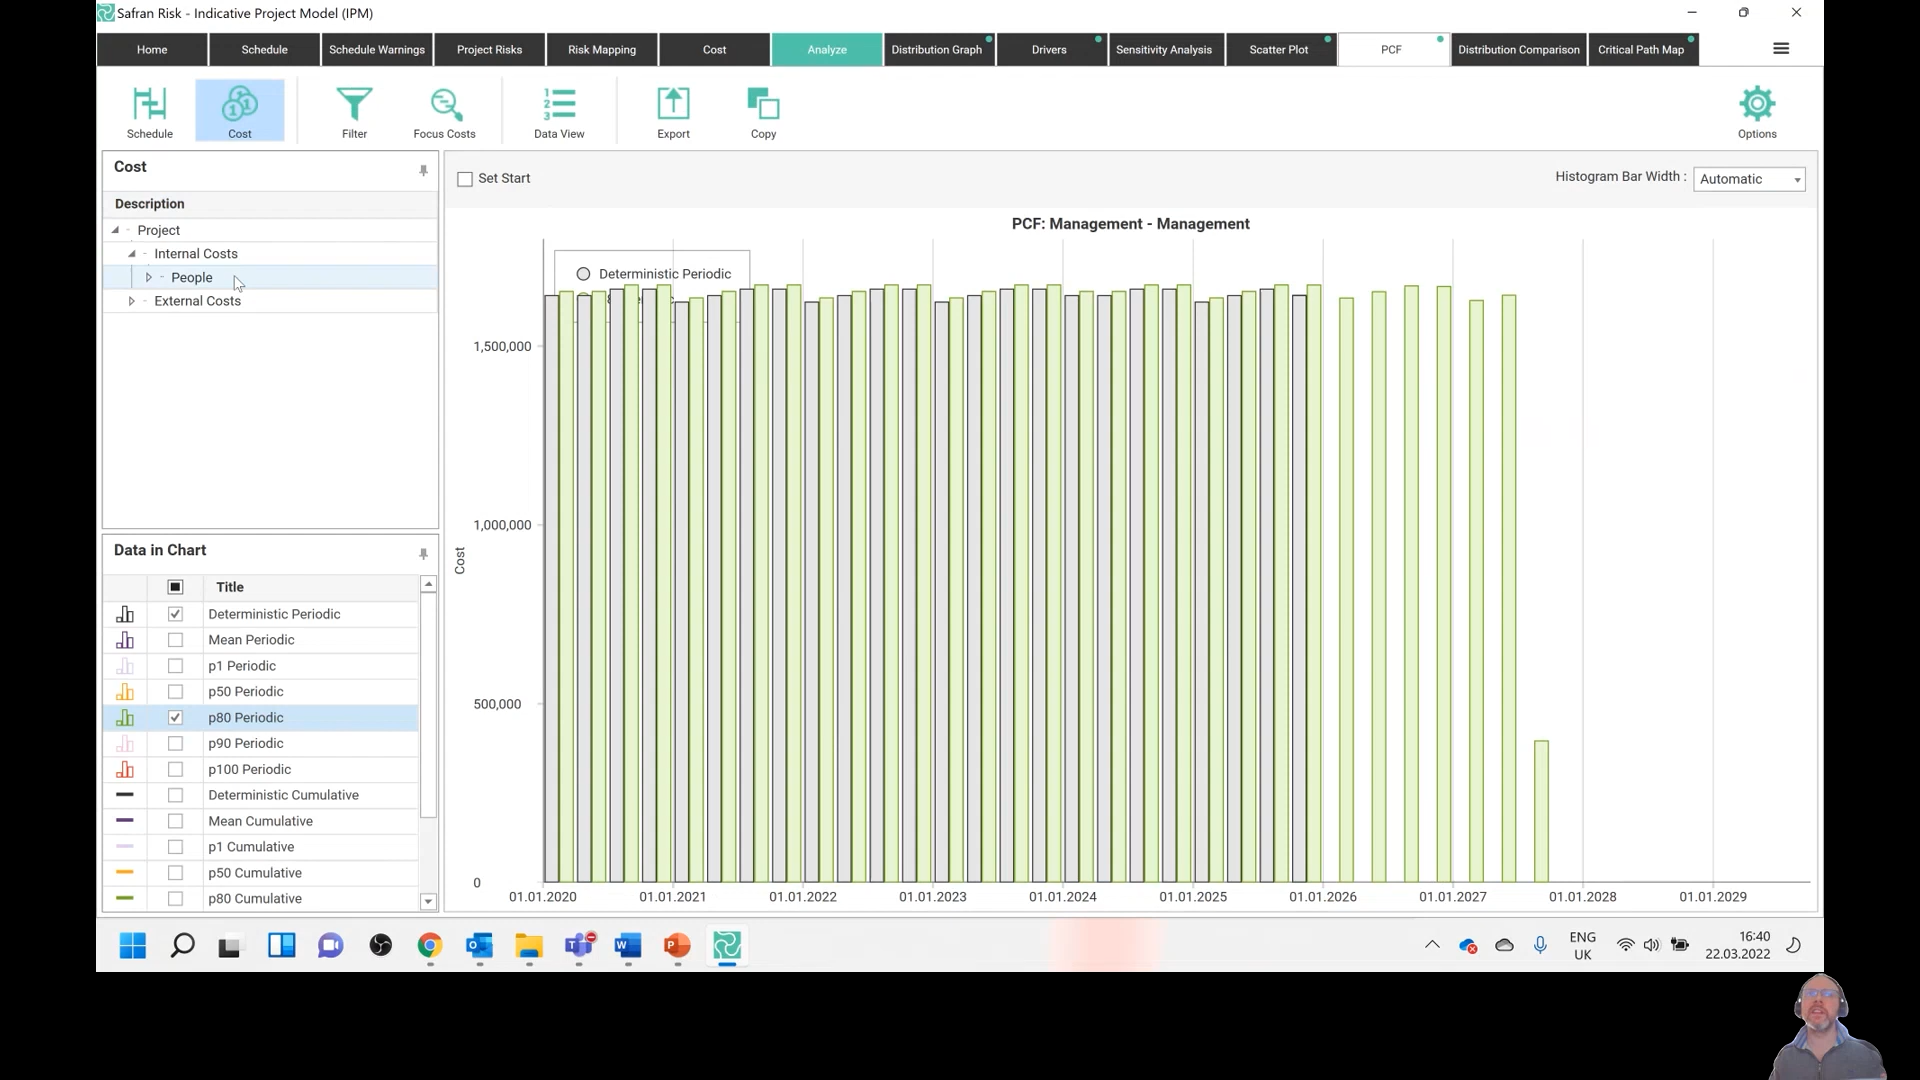 Safran Risk - Indicative Project Model (IPM)
Home
Schedule
Schedule Warnings
Project Risks
Risk Mapping
Cost
Analyze
Distribution Graph
Drivers
Sensitivity Analysis
Scatter Plot
PCF
Distribution Comparison
Critical Path Map
Schedule
Cost
Filter
Focus Costs
Data View
Export
Copy
Options
Cost
Description
Project
Internal Costs
People
External Costs
Set Start
Histogram Bar Width :
Automatic
PCF: Management - Management
Deterministic Periodic
1,500,000
1,000,000
500,000
0
Cost
01.01.2020
01.01.2021
01.01.2022
01.01.2023
01.01.2024
01.01.2025
01.01.2026
01.01.2027
01.01.2028
01.01.2029
Data in Chart
Title
Deterministic Periodic
Mean Periodic
p1 Periodic
p50 Periodic
p80 Periodic
p90 Periodic
p100 Periodic
Deterministic Cumulative
Mean Cumulative
p1 Cumulative
p50 Cumulative
p80 Cumulative
ENG
UK
16:40
22.03.2022